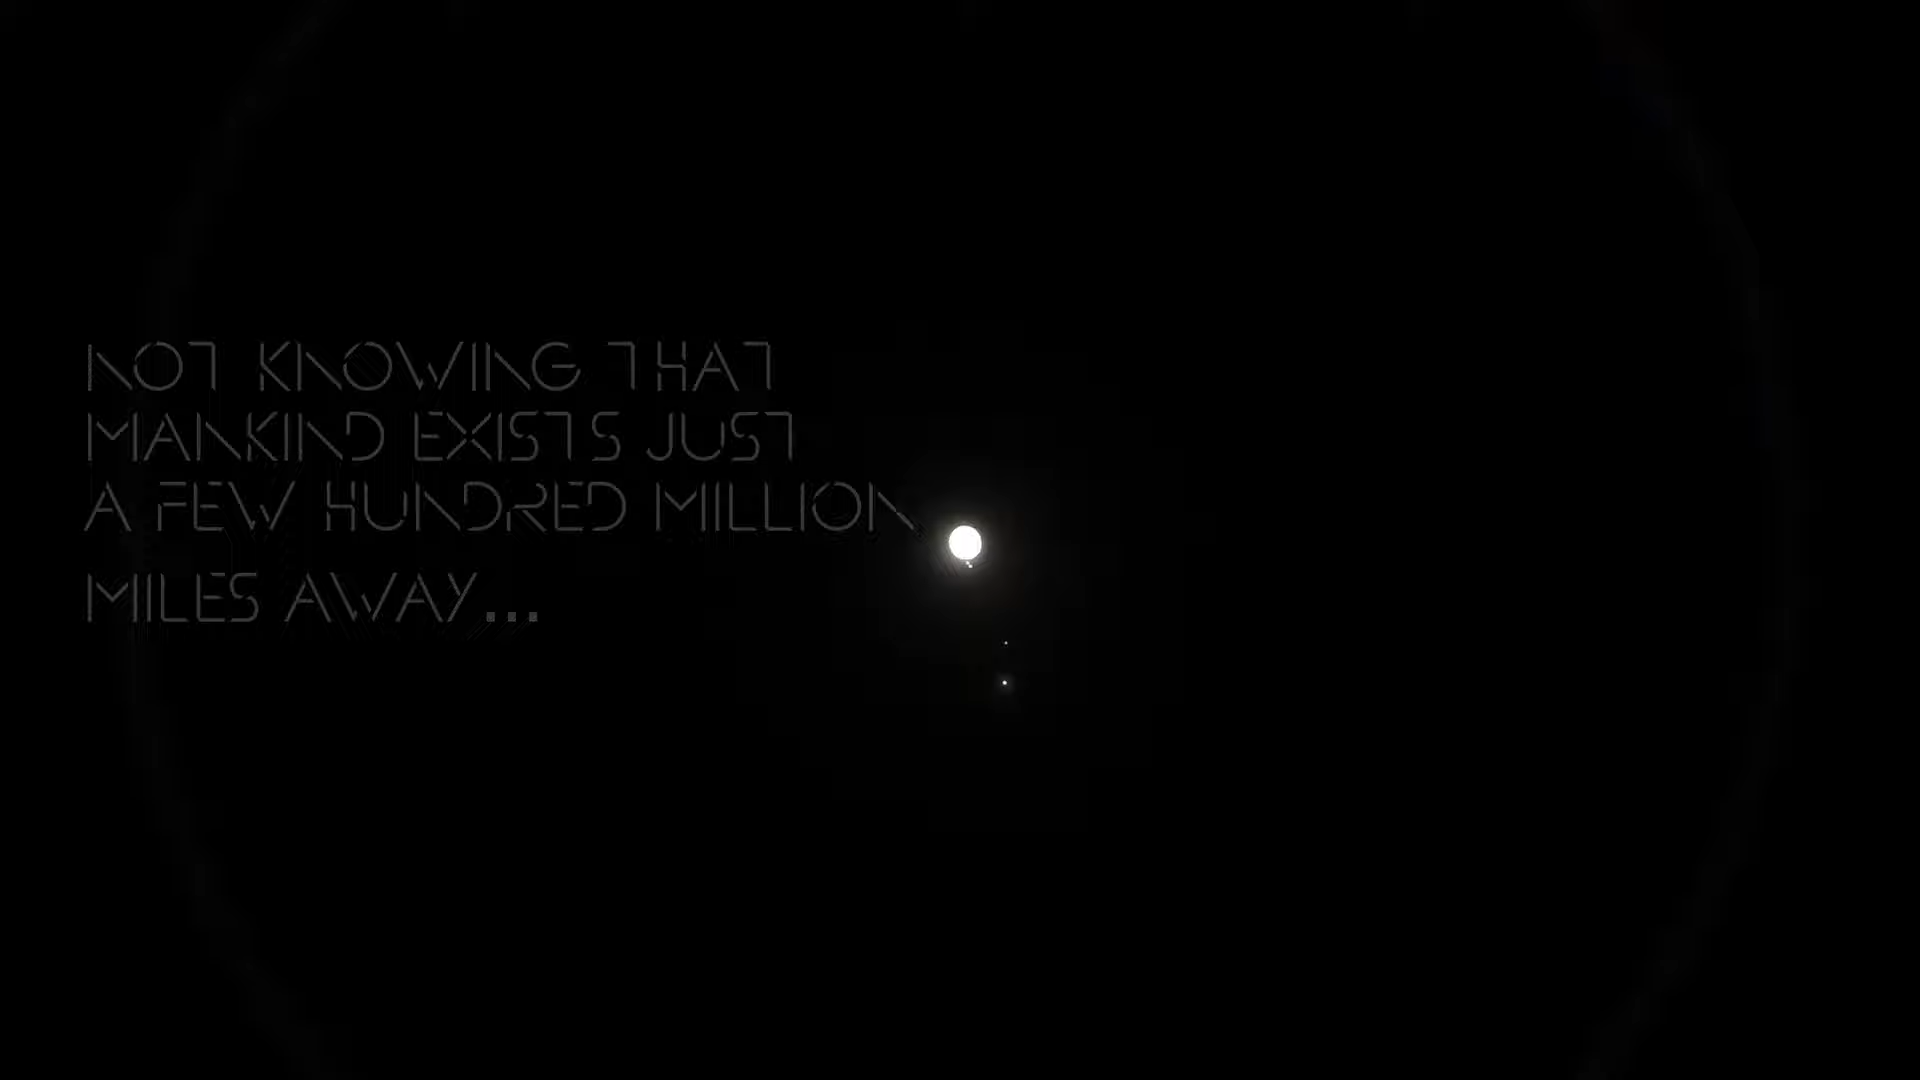 NOT KNOWING THAT
MANKIND EXISTS JUST
A FEW HUNDRED MILLION
MILES AWAY...